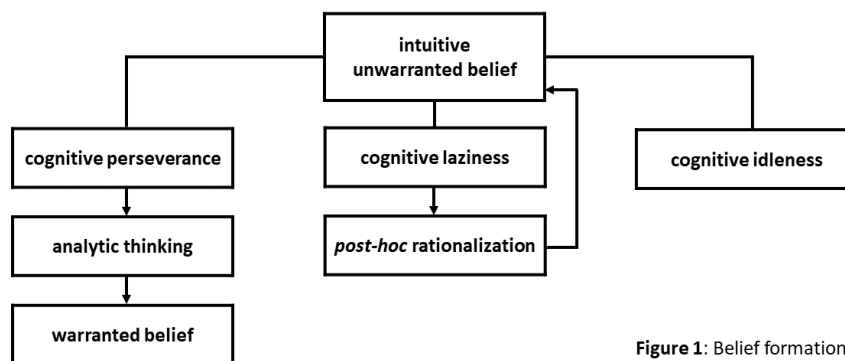 intuitive
unwarranted belief
cognitive perseverance
cognitive laziness
cognitive idleness
analytic thinking
post-hoc rationalization
warranted belief
Figure 1: Belief formation